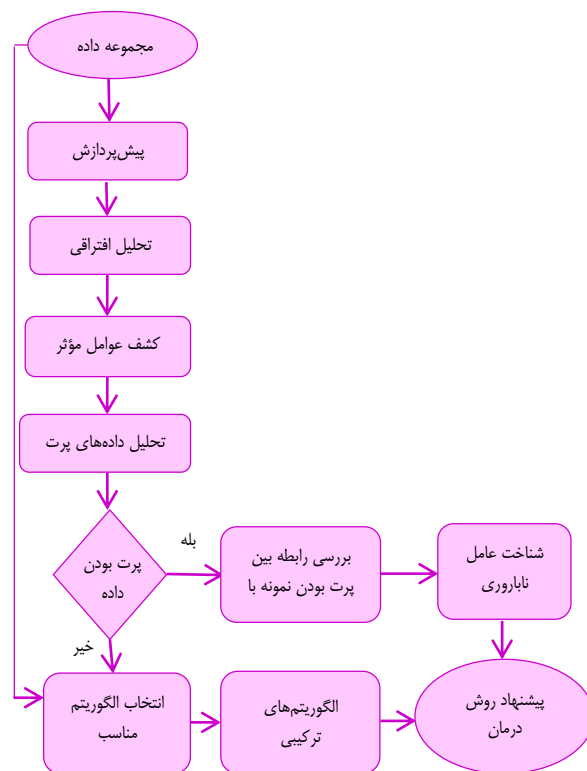 مجموعه داده
پیش‌پردازش
تحلیل افتراقی
کشف عوامل مؤثر
تحلیل داده‌های پرت
پرت بودن
داده
بله
بررسی رابطه بین
پرت بودن نمونه با
شناخت عامل
ناباروری
خیر
انتخاب الگوریتم
مناسب
الگوریتم‌های
ترکیبی
پیشنهاد روش
درمان